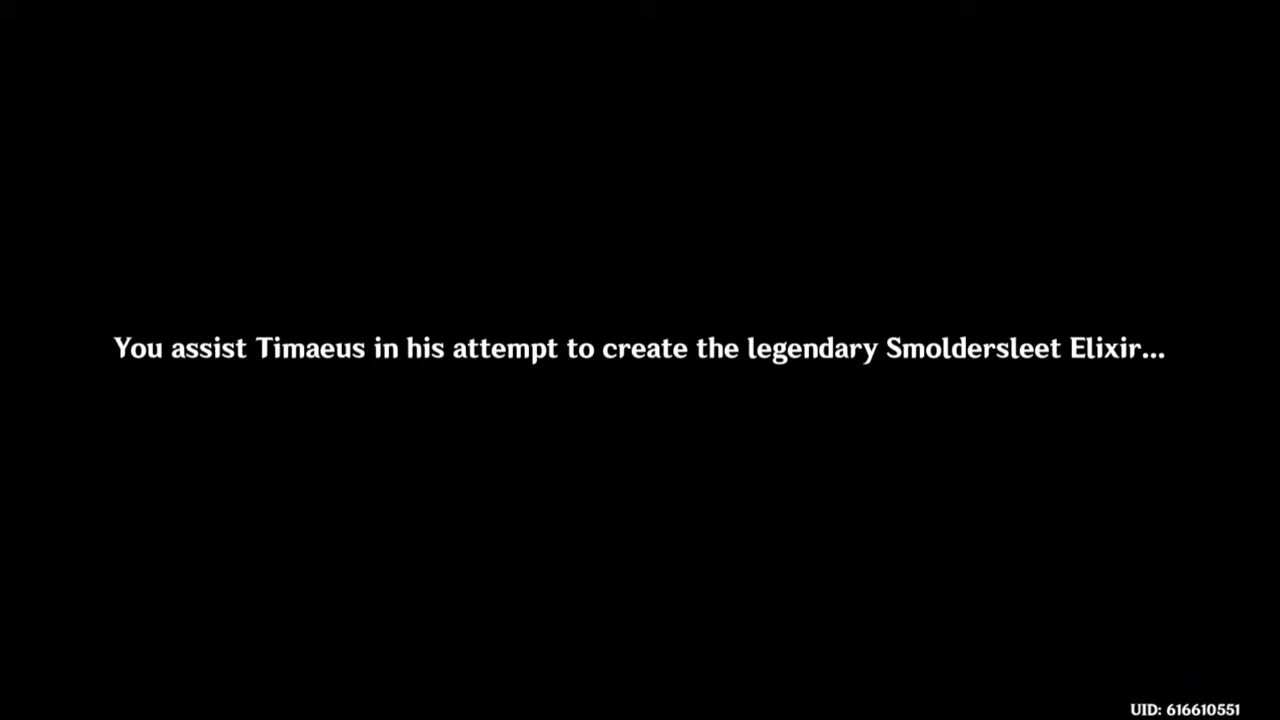 You assist Timaeus in his attempt to create the legendary Smoldersleet Elixir...
UID: 616610551